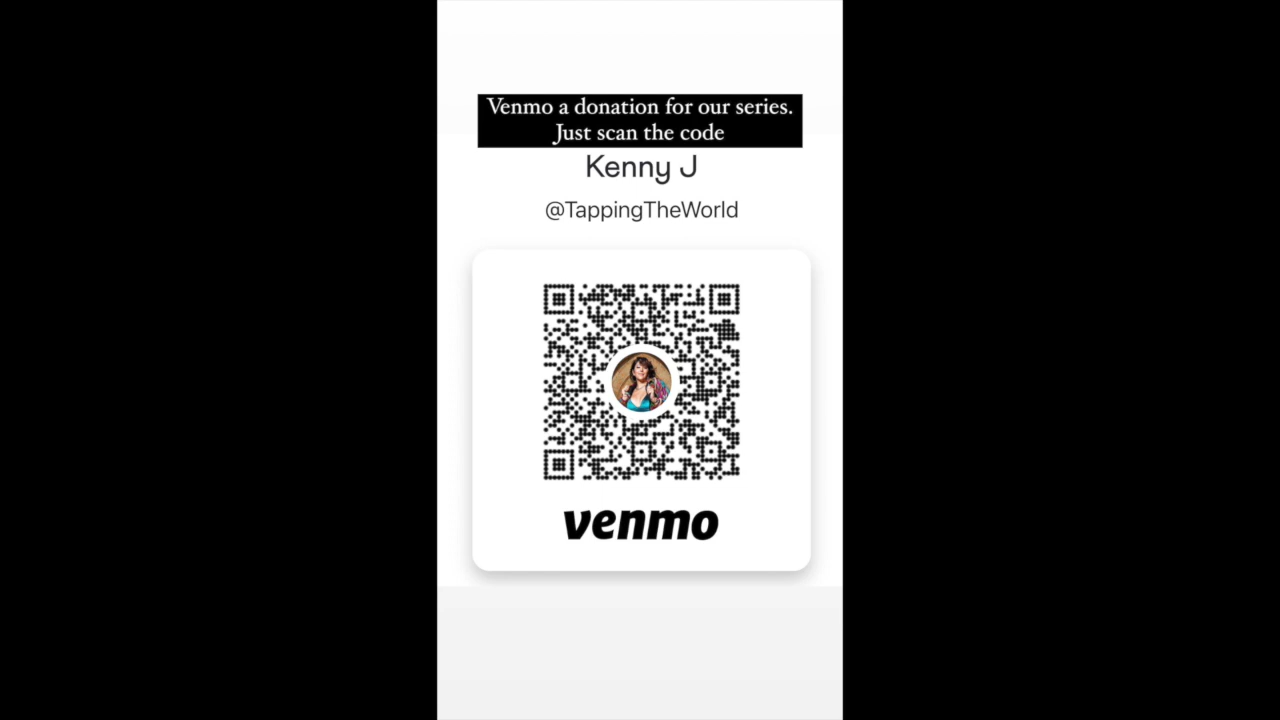 Venmo a donation for our series.
Just scan the code
Kenny J
@TappingTheWorld
venmo